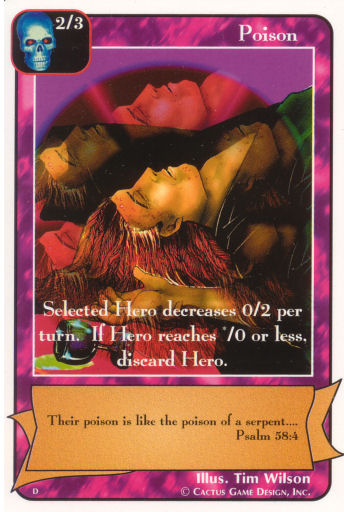 2/3
Poison
Selected Hero decreases 0/2 per
turn. If Hero reaches */0 or less,
discard Hero.
Their poison is like the poison of a serpent....
Psalm 58:4
Illus. Tim Wilson
D
© Cactus Game Design, Inc.